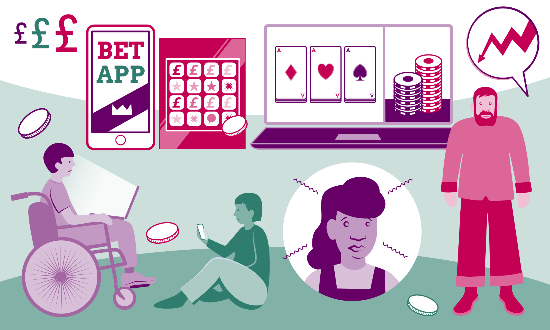 £ £ £
BET
APP
£ £ £ £
£
A A A